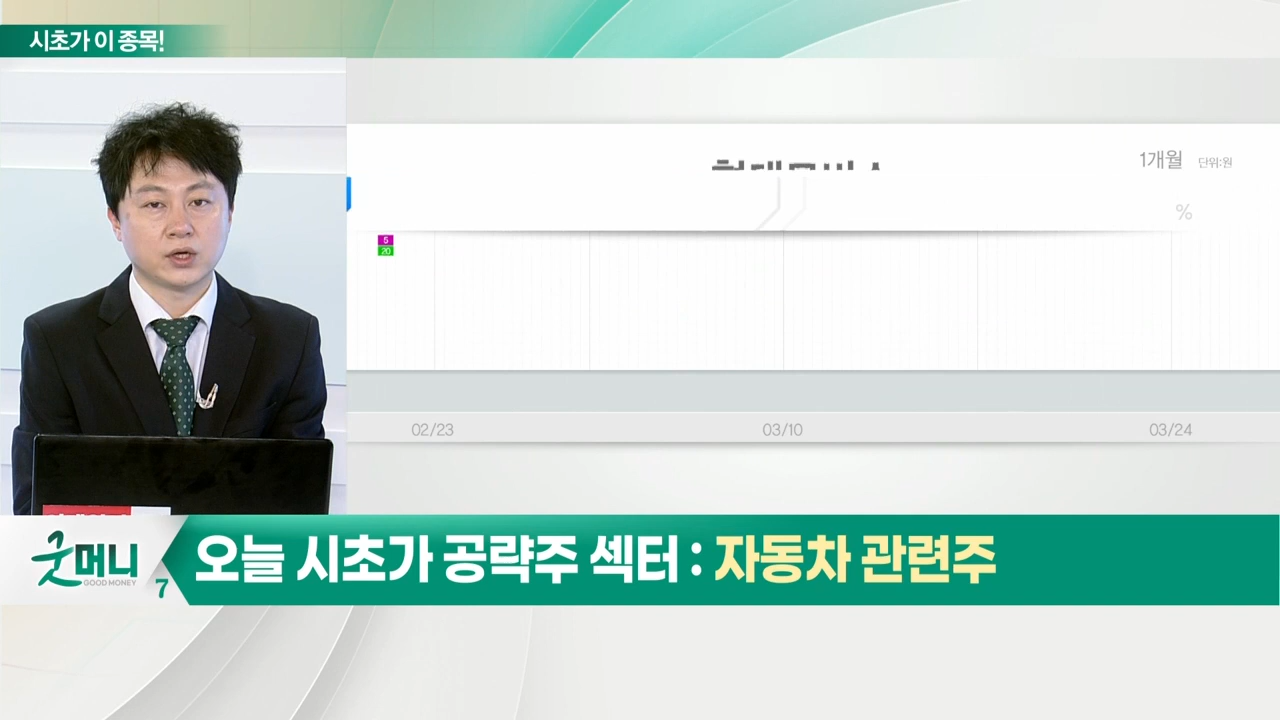 시초가 이 종목!
1개월 단위:원
%
5
20
02/23 03/10 03/24
굿머니
GOOD MONEY
7
오늘 시초가 공략주 섹터 : 자동차 관련주